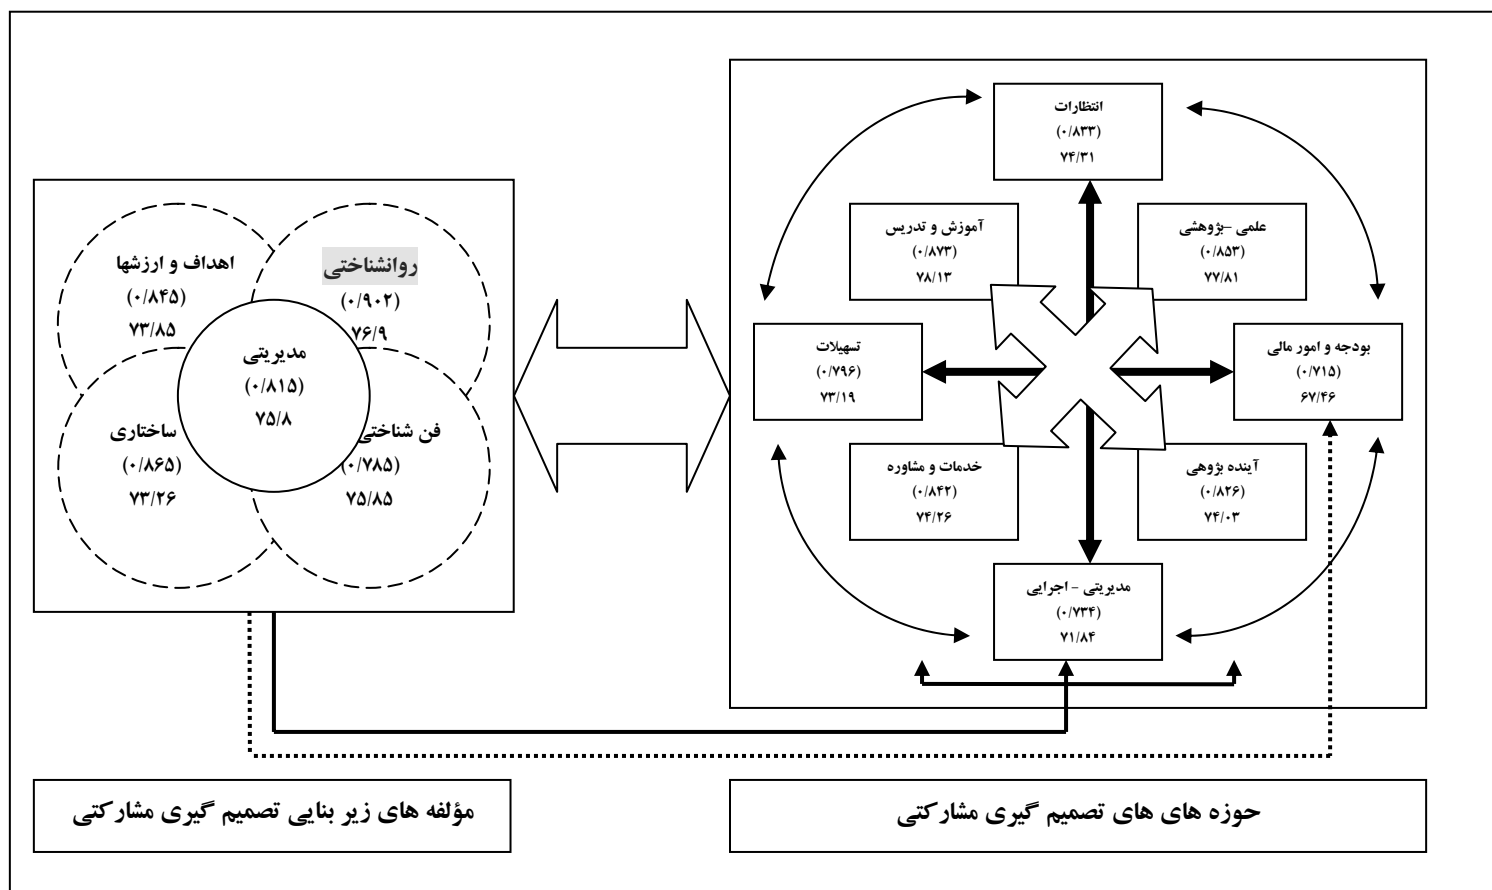 انتظارات
(۰/۸۳۳)
۷۴/۳۱
علمی -پژوهشی
(۰/۸۵۳)
۷۷/۸۱
آموزش و تدریس
(۰/۸۷۳)
۷۸/۱۳
بودجه و امور مالی
(۰/۷۱۵)
۶۷/۴۶
تسهیلات
(۰/۷۹۶)
۷۳/۱۹
آینده پژوهی
(۰/۸۲۶)
۷۴/۰۳
خدمات و مشاوره
(۰/۸۴۲)
۷۴/۲۶
مدیریتی - اجرایی
(۰/۷۳۴)
۷۱/۸۴
روانشناختی
(۰/۹۰۲)
۷۶/۹
اهداف و ارزشها
(۰/۸۴۵)
۷۳/۸۵
مدیریتی
(۰/۸۱۵)
۷۵/۸
فن شناختی
(۰/۷۸۵)
۷۵/۸۵
ساختاری
(۰/۸۶۵)
۷۳/۲۶
حوزه های های تصمیم گیری مشارکتی
مؤلفه های زیر بنایی تصمیم گیری مشارکتی